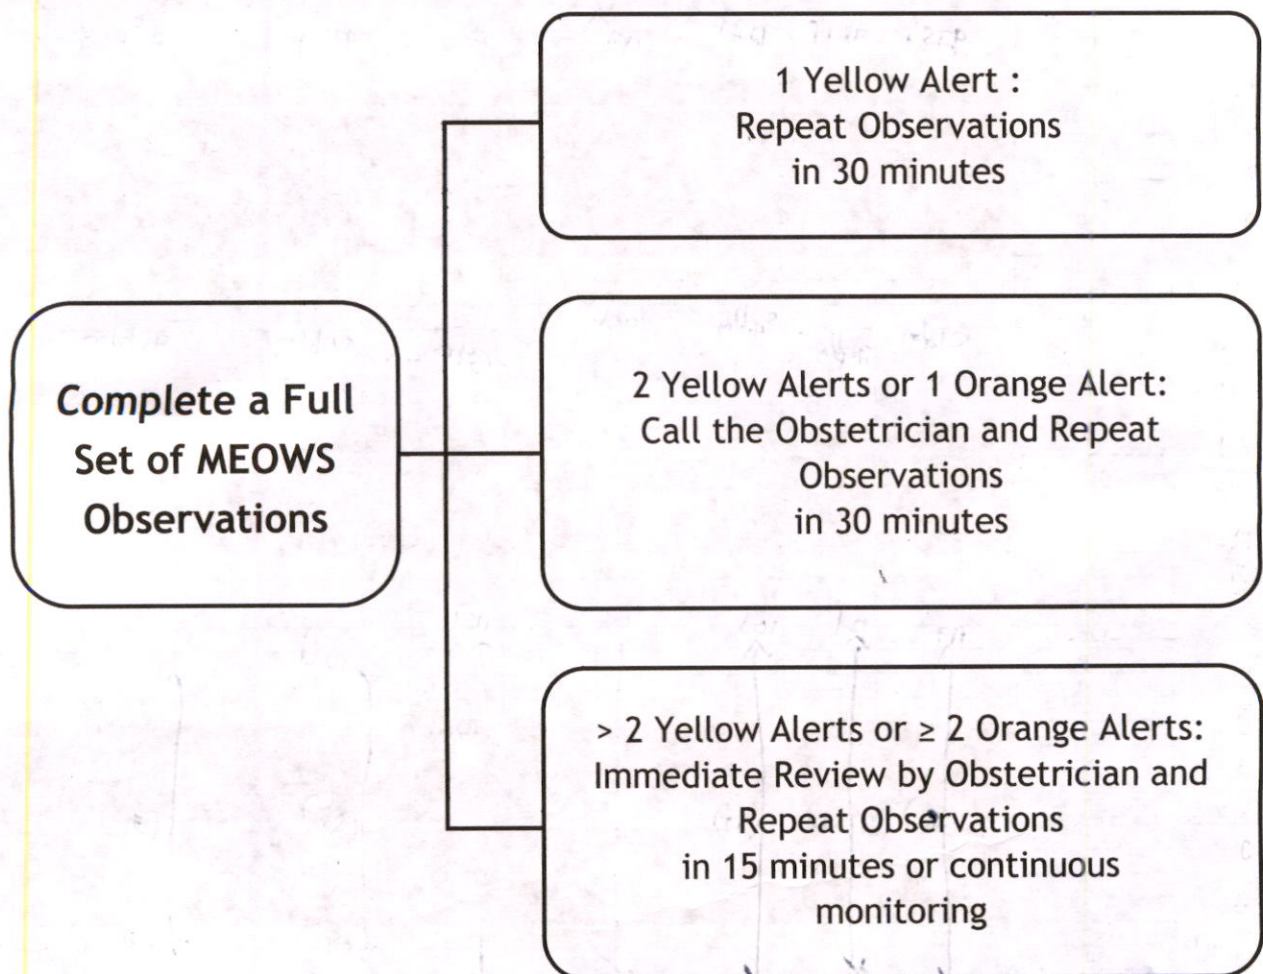 Complete a Full
Set of MEOWS
Observations
1 Yellow Alert :
Repeat Observations
in 30 minutes
2 Yellow Alerts or 1 Orange Alert:
Call the Obstetrician and Repeat
Observations
in 30 minutes
> 2 Yellow Alerts or ≥ 2 Orange Alerts:
Immediate Review by Obstetrician and
Repeat Observations
in 15 minutes or continuous
monitoring